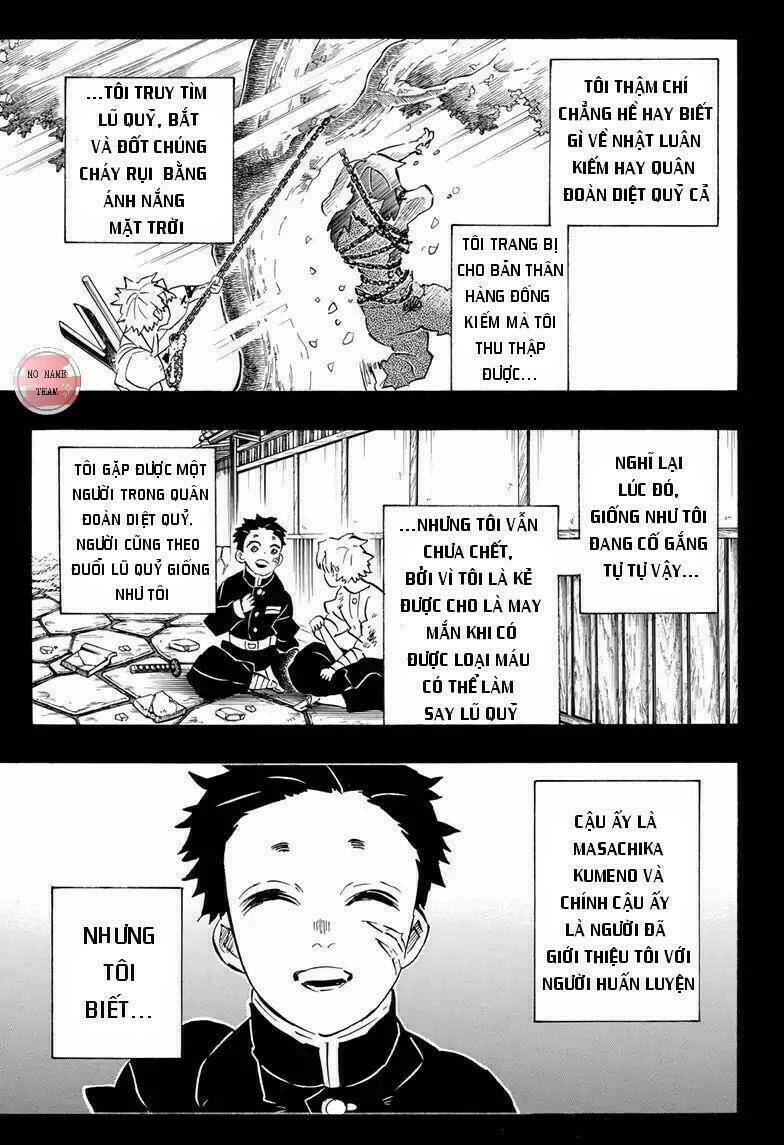 TÔI THẬM CHÍ
CHẲNG HỀ HAY BIẾT
GÌ VỀ NHẬT LUÂN
KIẾM HAY QUÂN
ĐOÀN DIỆT QUỶ CẢ
TÔI TRANG BỊ
CHO BẢN THÂN
HÀNG ĐỐNG
KIẾM MÀ TÔI
THU THẬP
ĐƯỢC...
...TÔI TRUY TÌM
LŨ QUỶ, BẮT
VÀ ĐỐT CHÚNG
CHÁY RỤI BẰNG
ÁNH NẮNG
MẶT TRỜI
NO NAME
TEAM
NGHĨ LẠI
LÚC ĐÓ,
GIỐNG NHƯ TÔI
ĐANG CỐ GẮNG
TỰ TỰ VẬY...
...NHƯNG TÔI VẪN
CHƯA CHẾT,
BỞI VÌ TÔI LÀ KẺ
ĐƯỢC CHO LÀ MAY
MẮN KHI CÓ
ĐƯỢC LOẠI MÁU
CÓ THỂ LÀM
SAY LŨ QUỶ
TÔI GẶP ĐƯỢC MỘT
NGƯỜI TRONG QUÂN
ĐOÀN DIỆT QUỶ,
NGƯỜI CŨNG THEO
ĐUỔI LŨ QUỶ GIỐNG
NHƯ TÔI
CẬU ẤY LÀ
MASACHIKA
KUMENO VÀ
CHÍNH CẬU ẤY
LÀ NGƯỜI ĐÃ
GIỚI THIỆU TÔI VỚI
NGƯỜI HUẤN LUYỆN
NHƯNG
TÔI
BIẾT...